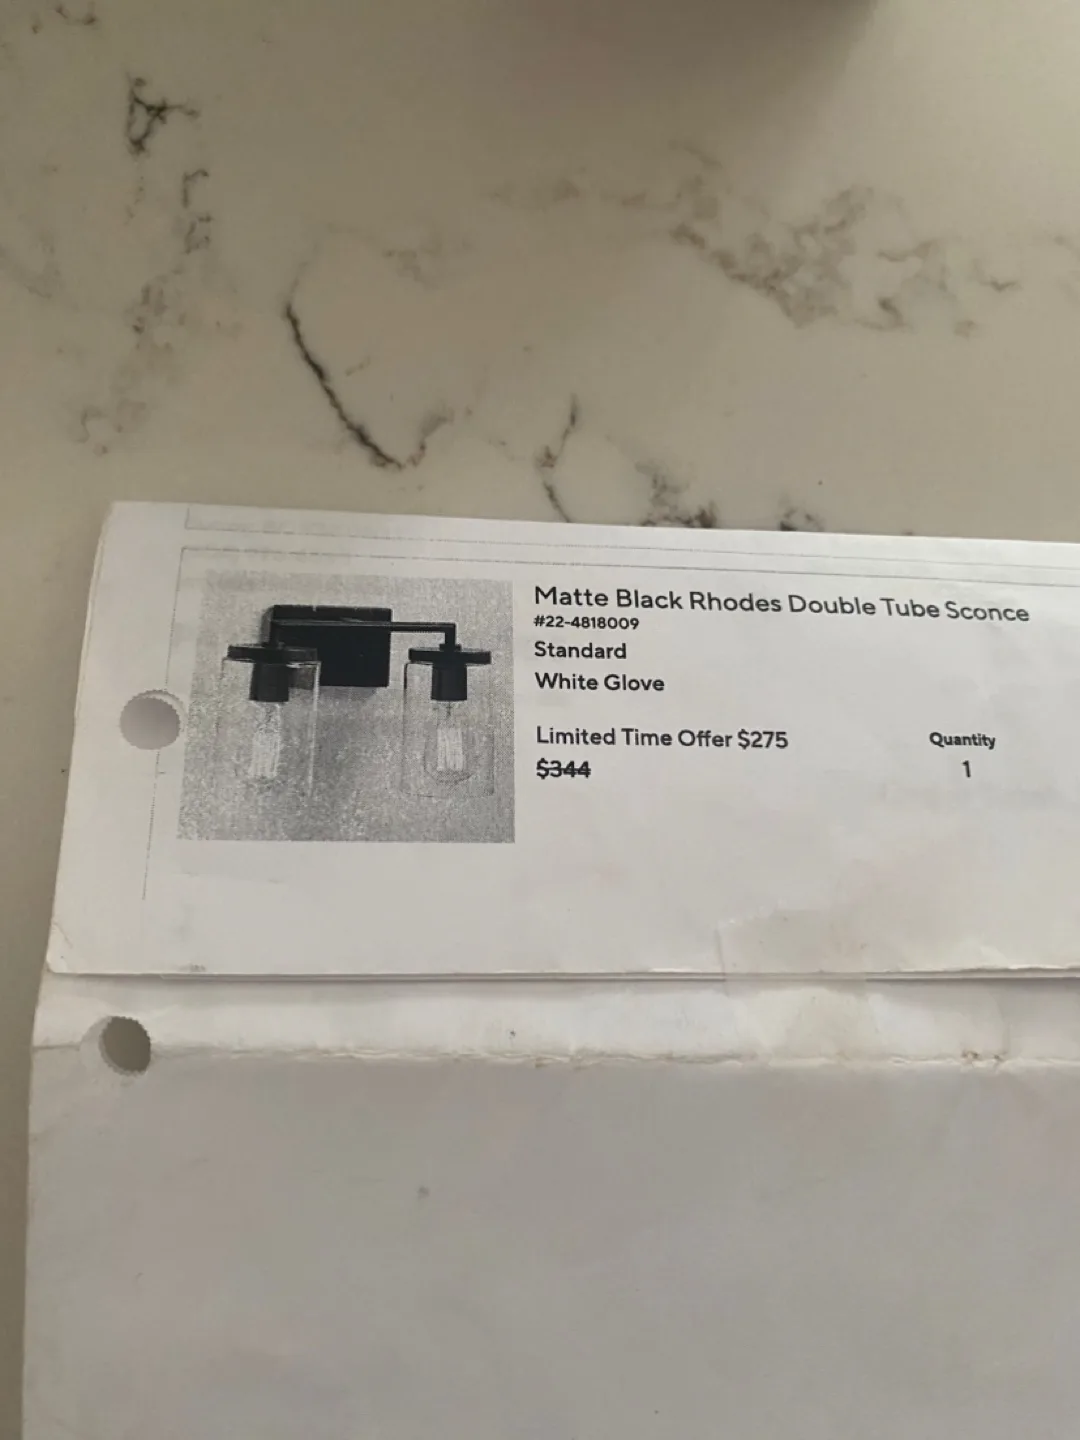 Matte Black Rhodes Double Tube Sconce
#22-4818009
Standard
White Glove
Limited Time Offer $275
$344
Quantity
1